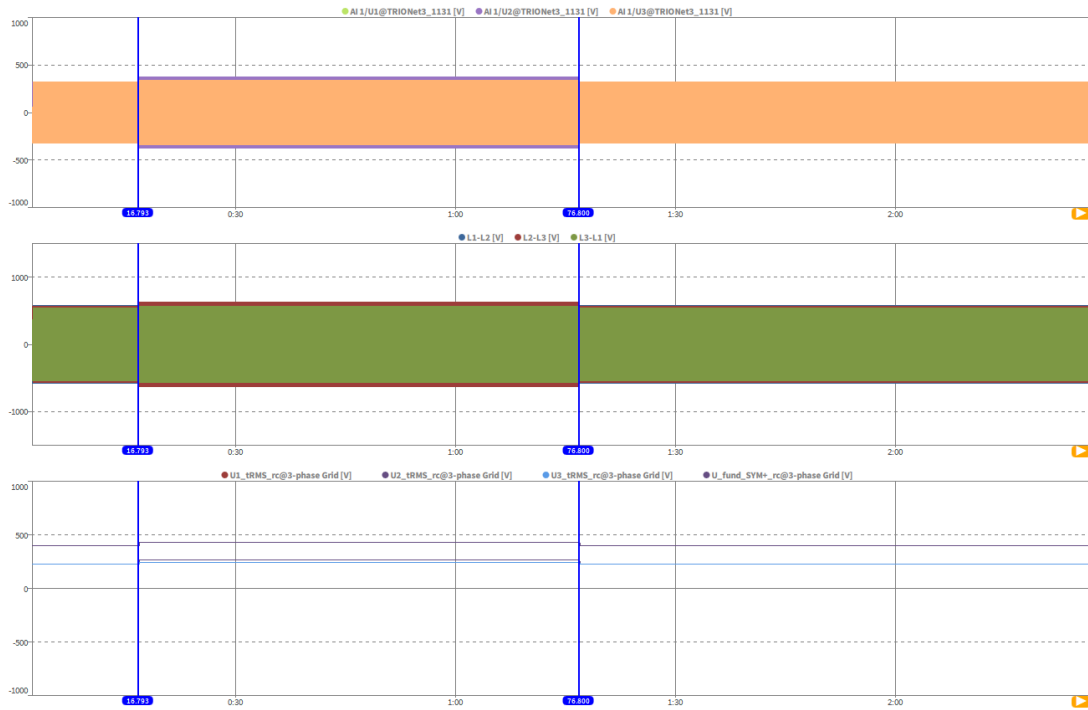 AI 1/U1@TRIONet3_1131 [V] AI 1/U2@TRIONet3_1131 [V] AI 1/U3@TRIONet3_1131 [V]
1000
500
0
-500
-1000
16.793 0:30 1:00 76.800 1:30 2:00
L1-L2 [V] L2-L3 [V] L3-L1 [V]
1000
0
-1000
16.793 0:30 1:00 76.800 1:30 2:00
U1_tRMS_rc@3-phase Grid [V] U2_tRMS_rc@3-phase Grid [V] U3_tRMS_rc@3-phase Grid [V] U_fund_SYM+_rc@3-phase Grid [V]
1000
500
0
-500
-1000
16.793 0:30 1:00 76.800 1:30 2:00